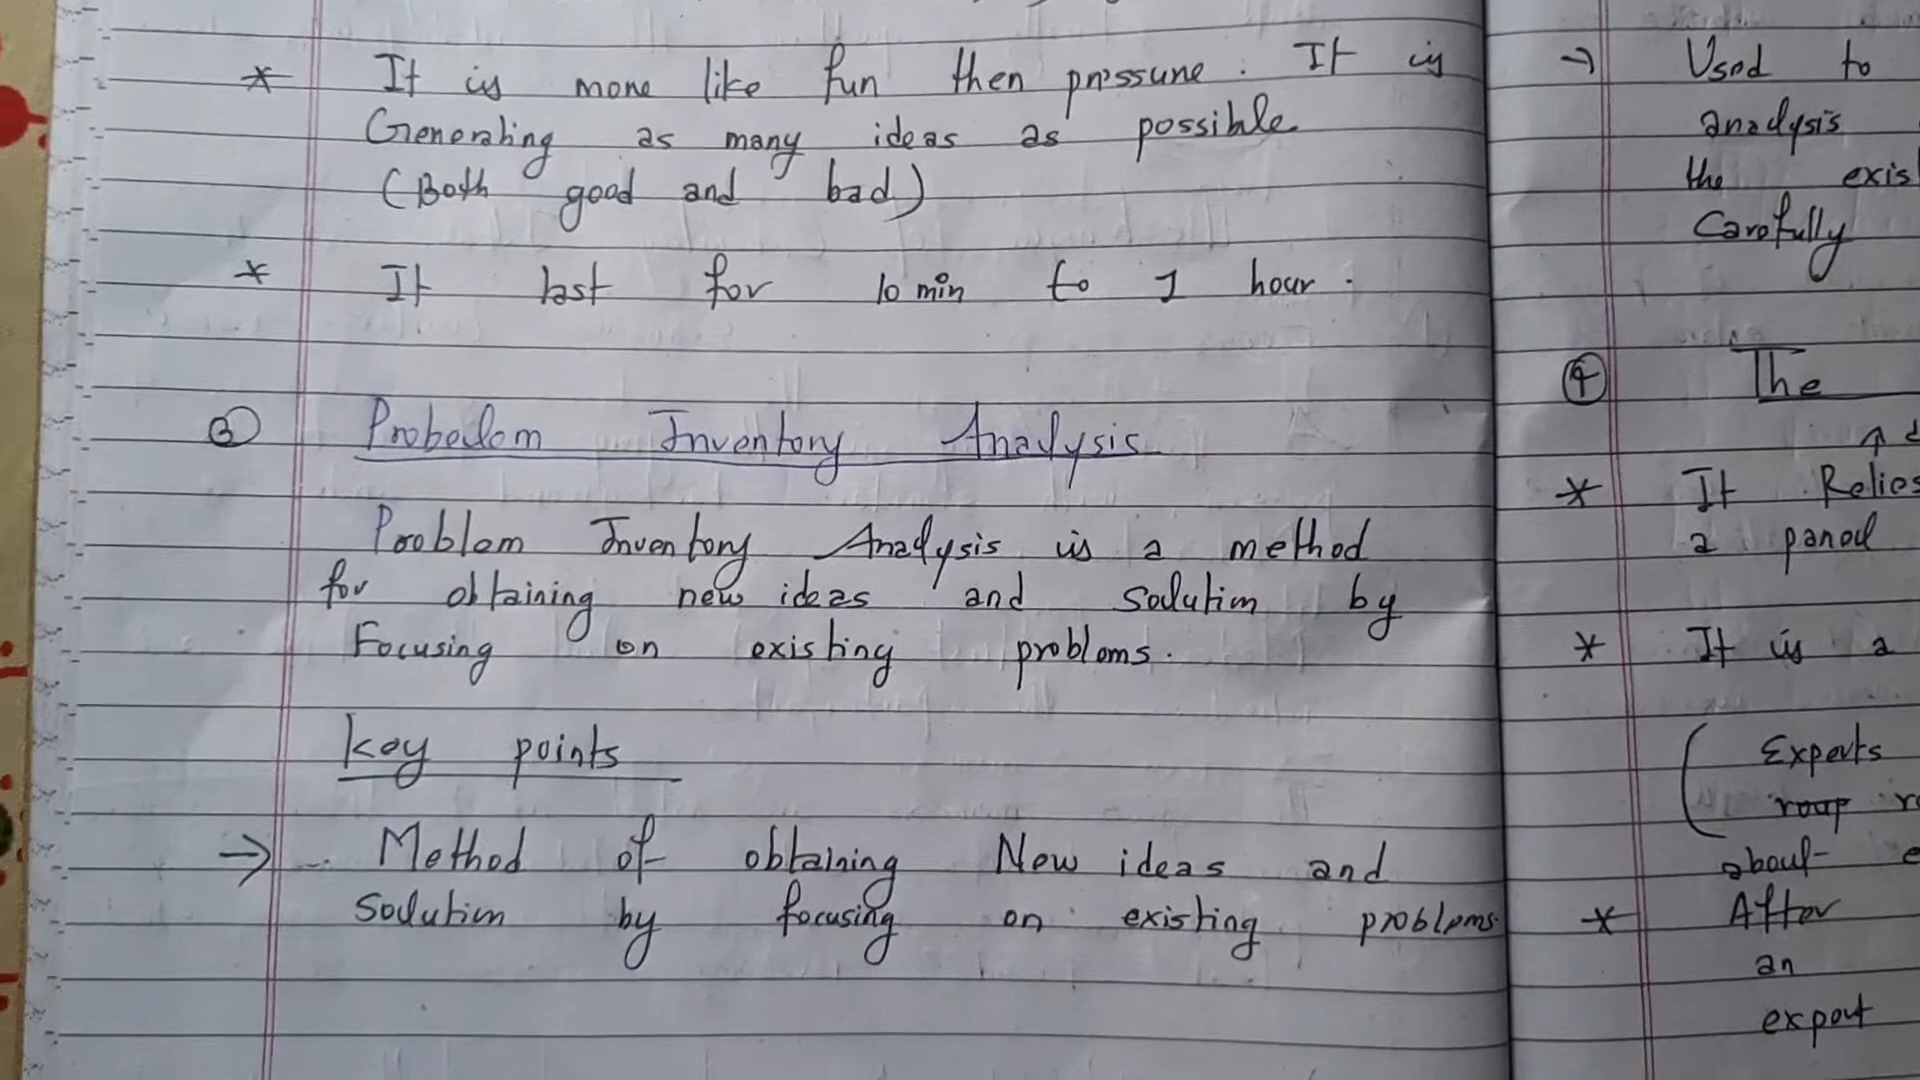 * It is more like fun then pressure. It is
Generating as many ideas as possible
(Both good and bad)
* It last for 10 min to 1 hour.
③ Probedlem Inventory Analysis
Problem Inventory Analysis is a method
for obtaining new ideas and solution by
Focusing on existing problems.
key points
→ Method of obtaining New ideas and
solution by focusing on existing problems
→ Used to
analysis
the exis
Carefully
④ The
* It Relies
a panel
* It is a
( Experts
about
* After
an
expert